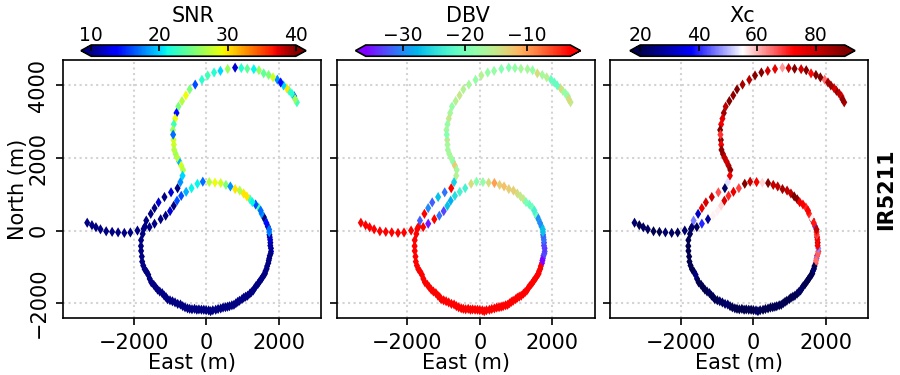 SNR DBV Xc
10 20 30 40 −30 −20 −10 20 40 60 80
4000
2000
0
−2000
North (m)
IR5211
−2000 0 2000 −2000 0 2000 −2000 0 2000
East (m) East (m) East (m)